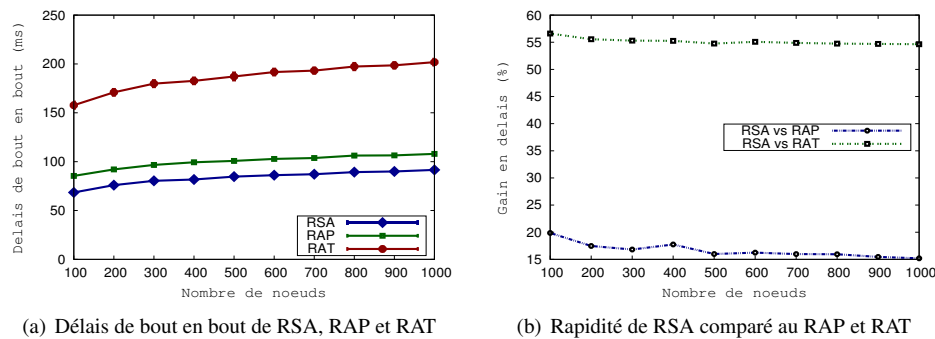 250
200
150
100
50
0
Delais de bout en bout (ms)
RSA
RAP
RAT
100 200 300 400 500 600 700 800 900 1000
Nombre de noeuds
(a) Délais de bout en bout de RSA, RAP et RAT
60
55
50
45
40
35
30
25
20
15
Gain en delais (%)
RSA vs RAP
RSA vs RAT
100 200 300 400 500 600 700 800 900 1000
Nombre de noeuds
(b) Rapidité de RSA comparé au RAP et RAT